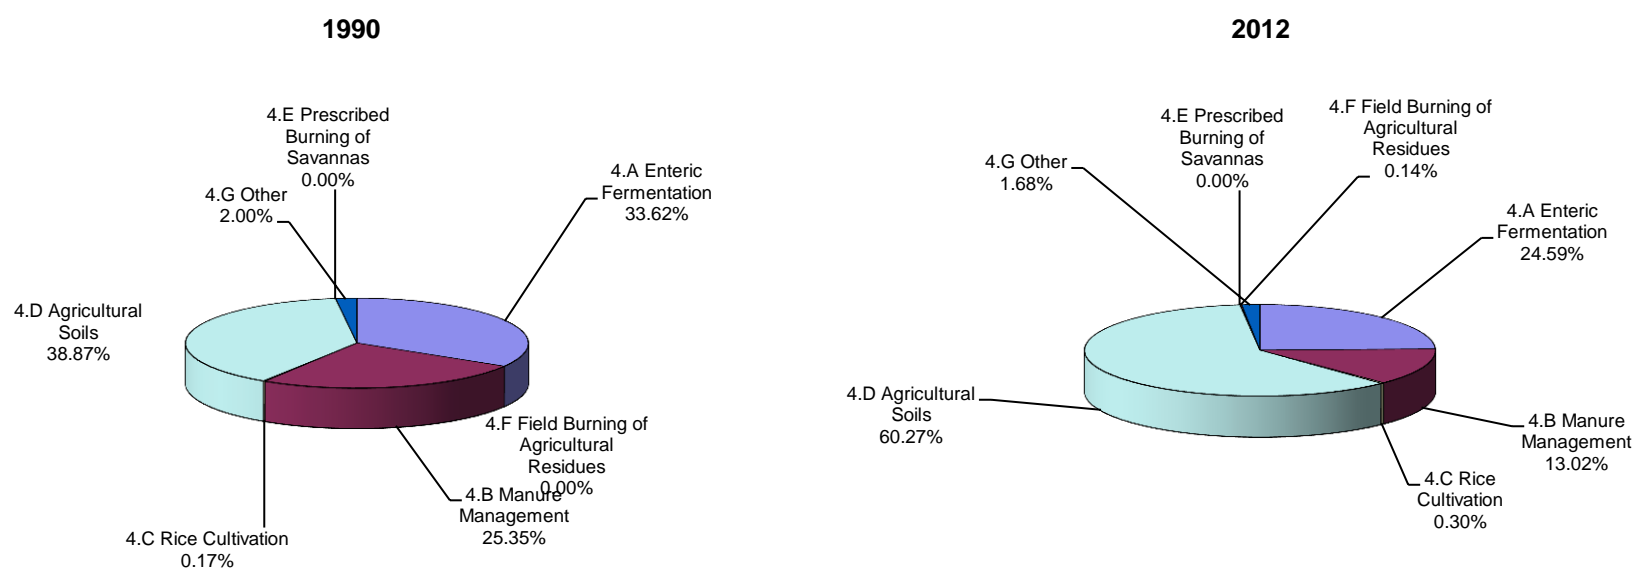 1990
4.E Prescribed
Burning of
Savannas
0.00%
4.G Other
2.00%
4.A Enteric
Fermentation
33.62%
4.D Agricultural
Soils
38.87%
4.F Field Burning of
Agricultural
Residues
0.00%
4.B Manure
Management
25.35%
4.C Rice Cultivation
0.17%
2012
4.E Prescribed
Burning of
Savannas
0.00%
4.F Field Burning of
Agricultural
Residues
0.14%
4.G Other
1.68%
4.A Enteric
Fermentation
24.59%
4.D Agricultural
Soils
60.27%
4.B Manure
Management
13.02%
4.C Rice
Cultivation
0.30%